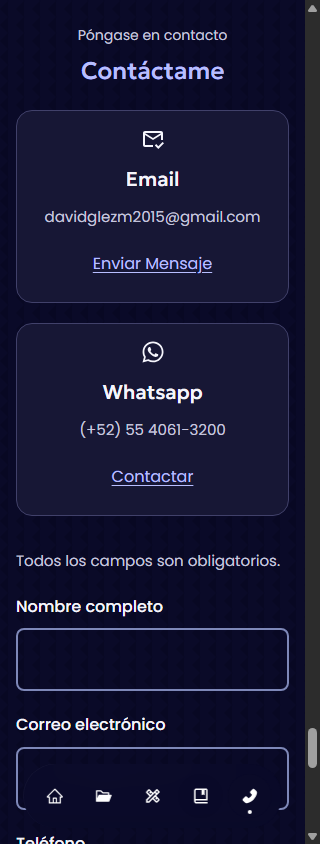 Póngase en contacto
Contáctame
Email
davidglezm2015@gmail.com
Enviar Mensaje
Whatsapp
(+52) 55 4061-3200
Contactar
Todos los campos son obligatorios.
Nombre completo
Correo electrónico
Teléfono